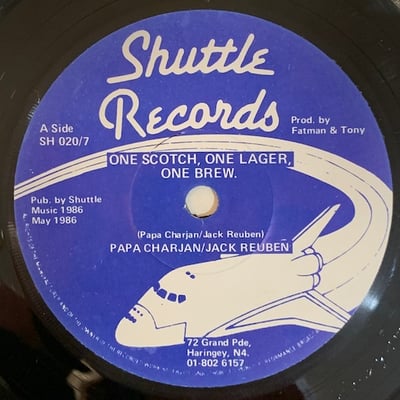 Shuttle
Records
A Side
SH 020/7
Prod. by
Fatman & Tony
ONE SCOTCH, ONE LAGER,
ONE BREW.
Pub. by Shuttle
Music 1986
May 1986
(Papa Charjan/Jack Reuben)
PAPA CHARJAN/JACK REUBEN
72 Grand Pde,
Haringey, N4.
01-802 6157